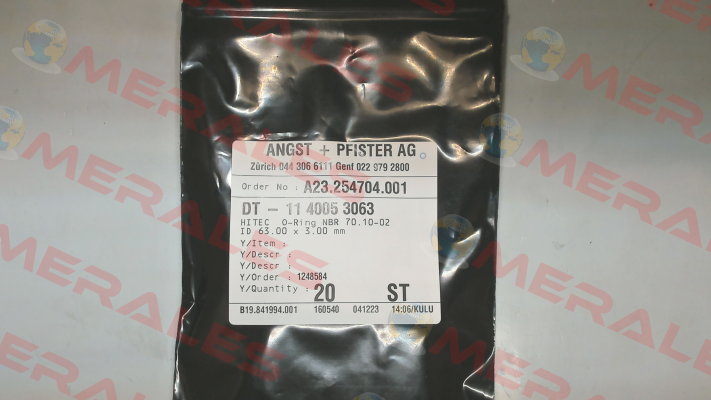 ANGST + PFISTER AG
Zürich 044 306 6111 Genf 022 979 2800
Order No : A23.254704.001
DT - 11 4005 3063
HITEC O-Ring NBR 70.10-02
ID 63.00 x 3.00 mm
Y/Item :
Y/Descr :
Y/Descr :
Y/Order : 1248584
Y/Quantity : 20 ST
B19.841994.001 160540 041223 14:06/KULU
MERALES
MERALES
MERALES
MERALES
MERALES